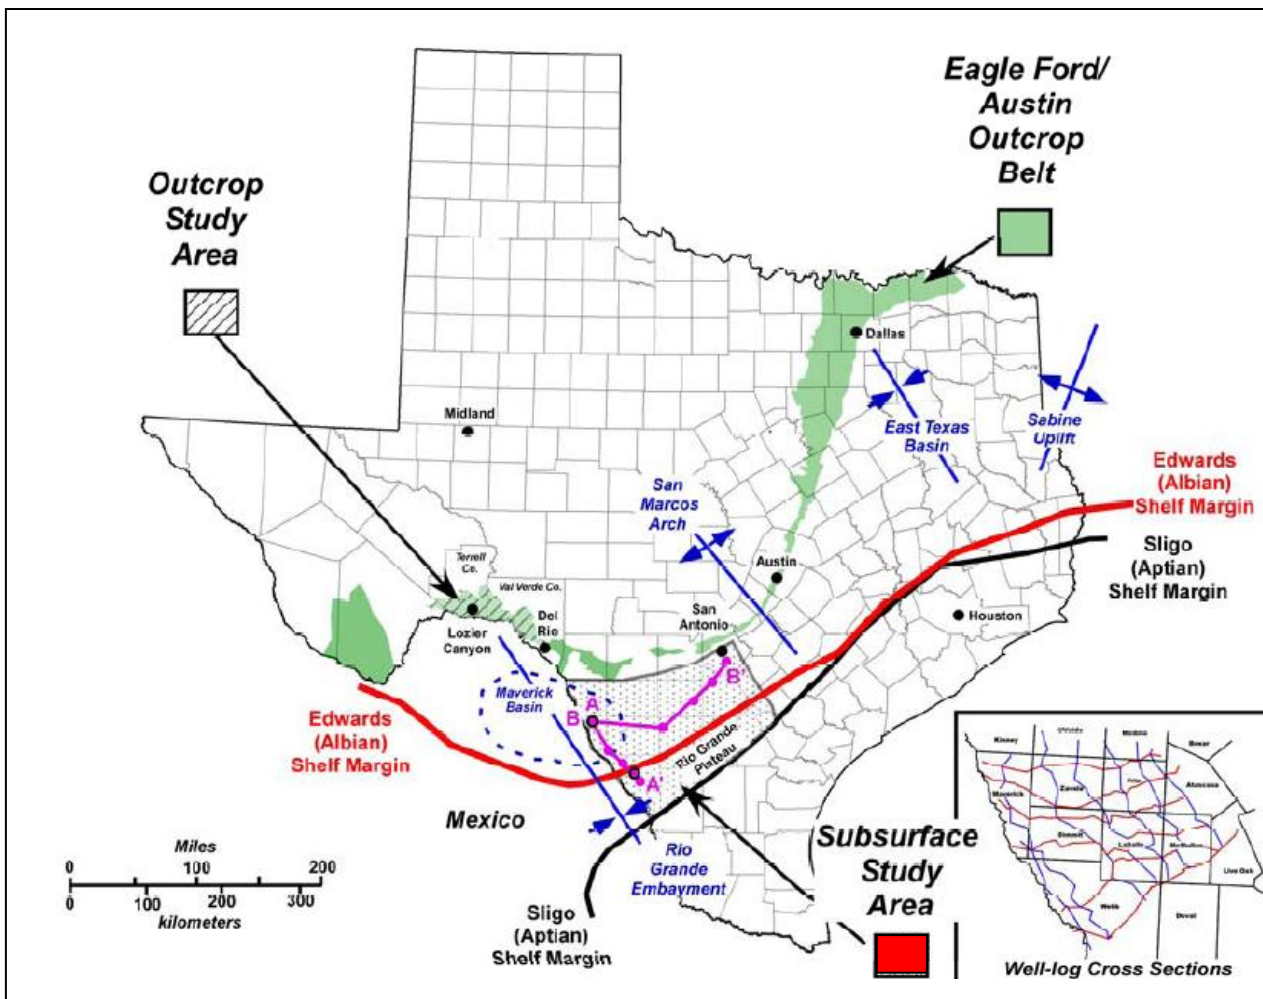 Eagle Ford/
Austin
Outcrop
Belt
Outcrop
Study
Area
Dallas
Midland
East Texas
Basin
Sabine
Uplift
Edwards
(Albian)
Shelf Margin
San
Marcos
Arch
Sligo
(Aptian)
Shelf Margin
Terrell
Co.
Val Verde Co.
Austin
Del
Rio
San
Antonio
Houston
Lozier
Canyon
Maverick
Basin
B'
A
B
Edwards
(Albian)
Shelf Margin
Rio Grande
Plateau
A'
Mexico
Subsurface
Study
Area
Rio
Grande
Embayment
Miles
0 100 200
0 100 200 300
kilometers
Sligo
(Aptian)
Shelf Margin
Kinney
Medina
Bexar
Maverick
Zavala
Atascosa
Dimmit
LaSalle
Live Oak
Webb
Duval
Well-log Cross Sections